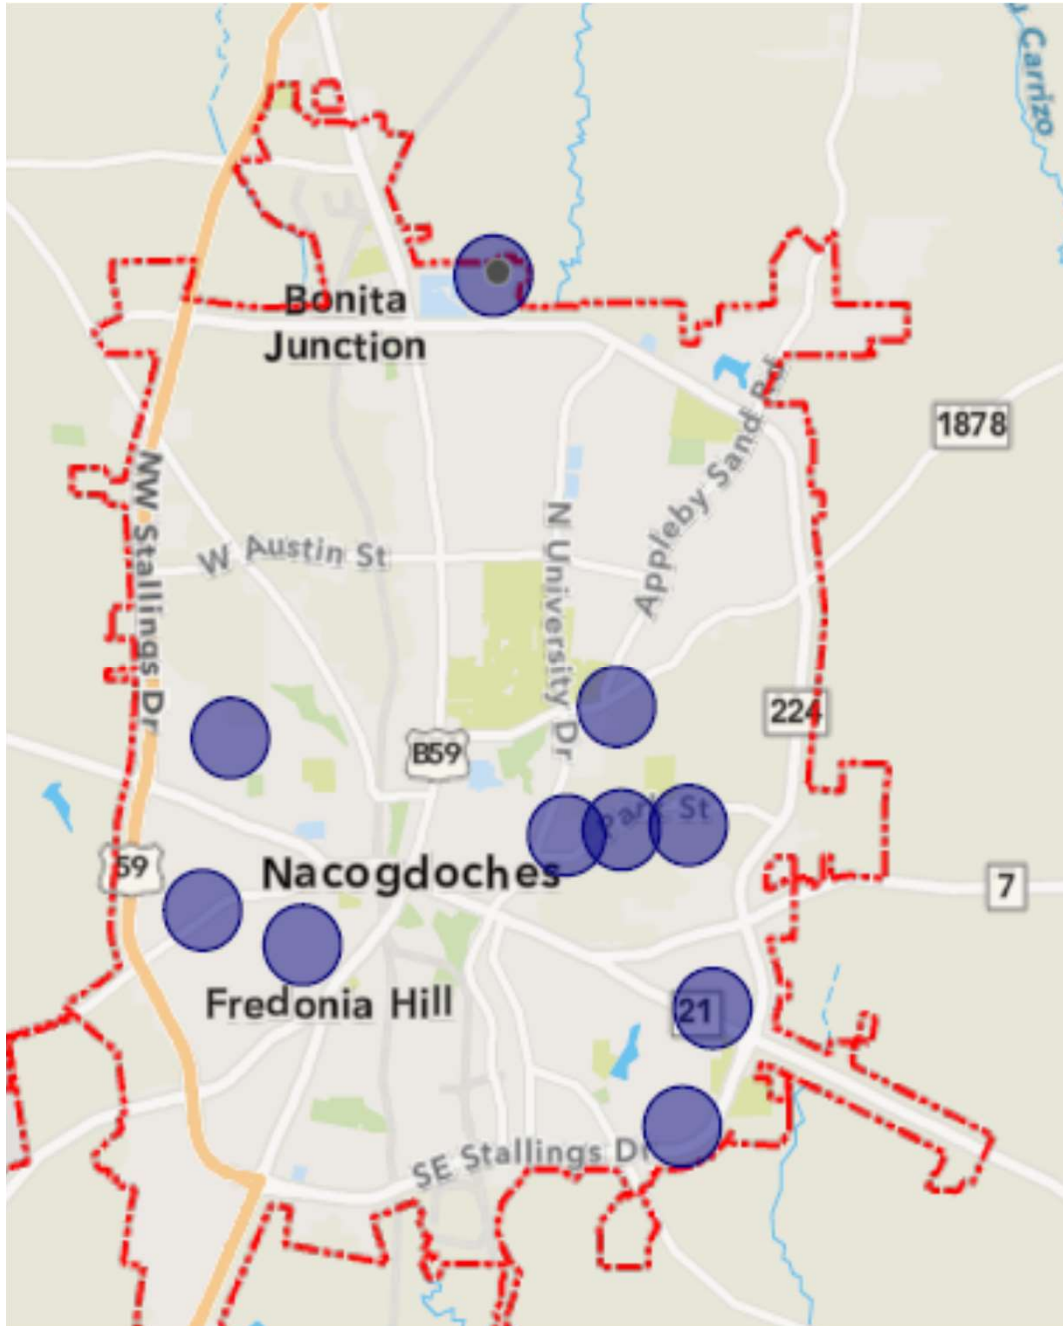 Carrizo
Bonita
Junction
1878
Appleby Sand Rd
NW Stallings Dr
W Austin St
N University Dr
224
B59
Park St
59
Nacogdoches
7
Fredonia Hill
21
SE Stallings Dr